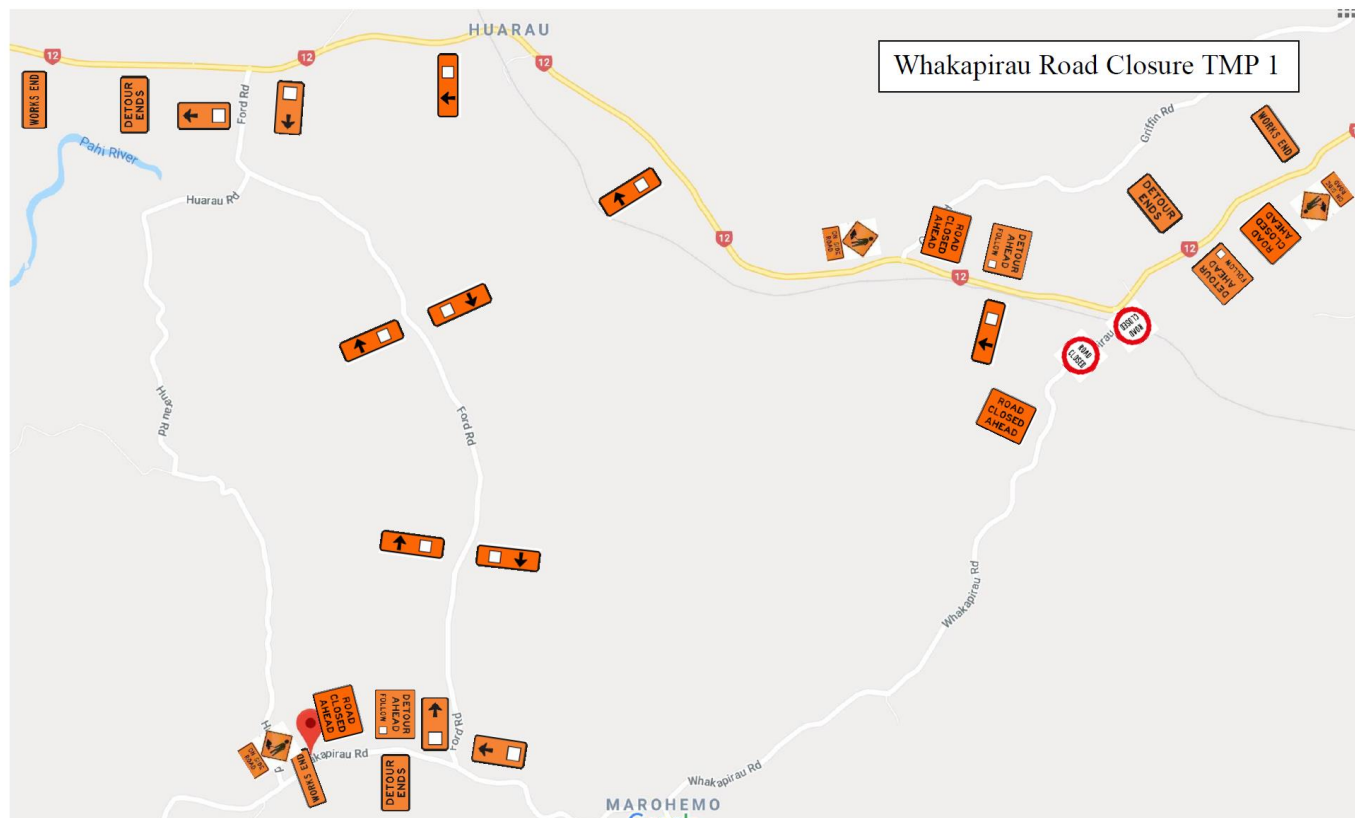 HUARAU
Whakapirau Road Closure TMP 1
12
12
12
12
12
12
WORKS END
DETOUR
ENDS
Ford Rd
Pahi River
Huarau Rd
Griffin Rd
WORKS END
DETOUR
ENDS
ROAD
CLOSED
AHEAD
ROAD
CLOSED
AHEAD
DETOUR
AHEAD
FOLLOW
DETOUR
AHEAD
FOLLOW
ROAD
CLOSED
ROAD
CLOSED
ROAD
CLOSED
AHEAD
Huarau Rd
Ford Rd
Whakapirau Rd
ROAD
CLOSED
AHEAD
DETOUR
AHEAD
FOLLOW
Ford Rd
WORKS END
DETOUR
ENDS
Whakapirau Rd
MAROHEMO